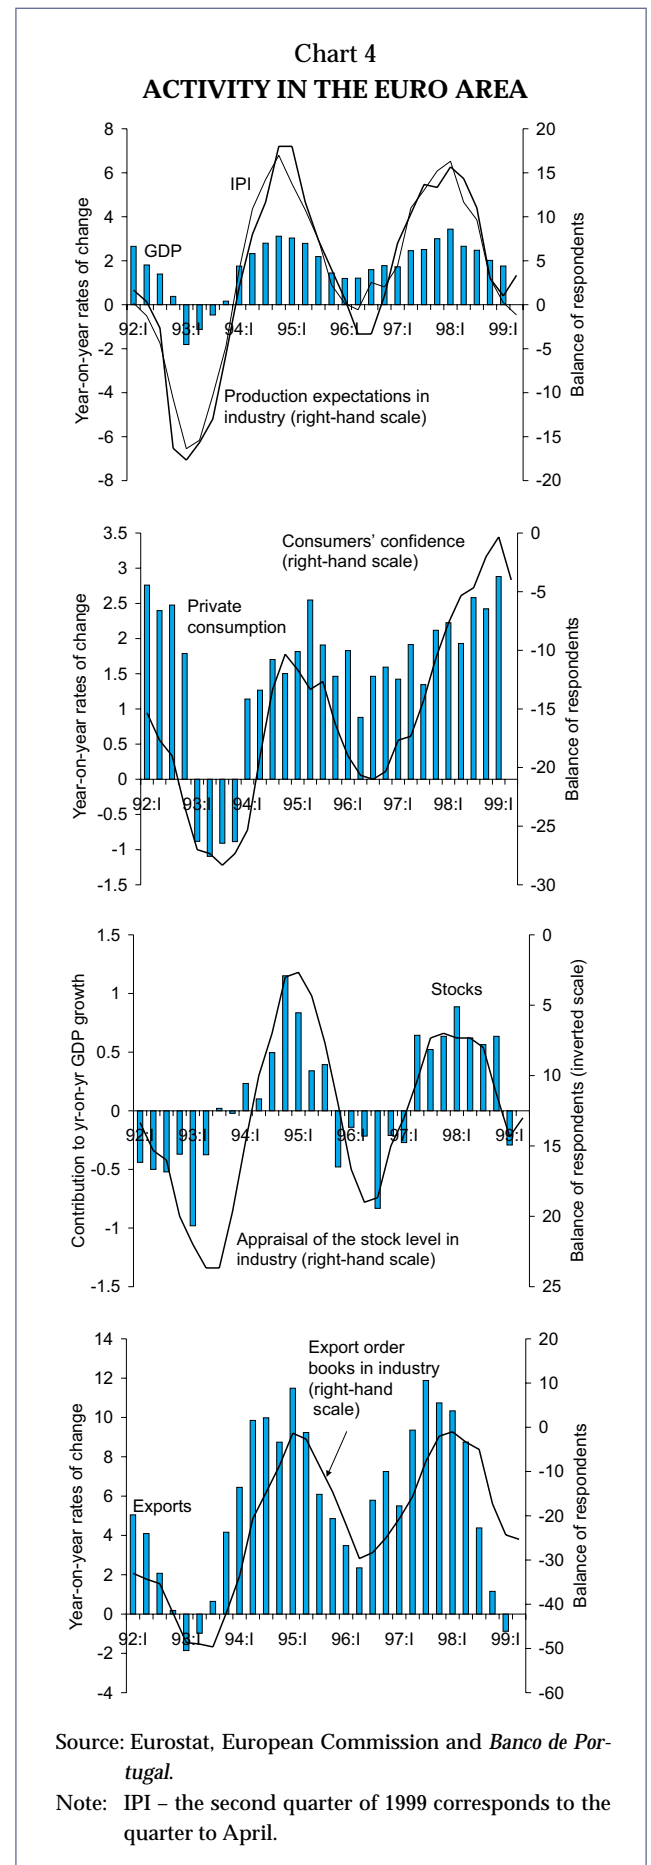 Chart 4
ACTIVITY IN THE EURO AREA
8
6
4
2
0
-2
-4
-6
-8
Year-on-year rates of change
20
15
10
5
0
-5
-10
-15
-20
Balance of respondents
IPI
GDP
92:I
93:I
94:I
95:I
96:I
97:I
98:I
99:I
Production expectations in
industry (right-hand scale)
3.5
3
2.5
2
1.5
1
0.5
0
-0.5
-1
-1.5
Year-on-year rates of change
0
-5
-10
-15
-20
-25
-30
Balance of respondents
Consumers’ confidence
(right-hand scale)
Private
consumption
92:I
93:I
94:I
95:I
96:I
97:I
98:I
99:I
1.5
1
0.5
0
-0.5
-1
-1.5
Contribution to yr-on-yr GDP growth
0
5
10
15
20
25
Balance of respondents (inverted scale)
Stocks
92:I
93:I
94:I
95:I
96:I
97:I
98:I
99:I
Appraisal of the stock level in
industry (right-hand scale)
14
12
10
8
6
4
2
0
-2
-4
Year-on-year rates of change
20
10
0
-10
-20
-30
-40
-50
-60
Balance of respondents
Export order
books in industry
(right-hand
scale)
Exports
92:I
93:I
94:I
95:I
96:I
97:I
98:I
99:I
Source: Eurostat, European Commission and Banco de Por-
tugal.
Note: IPI – the second quarter of 1999 corresponds to the
quarter to April.